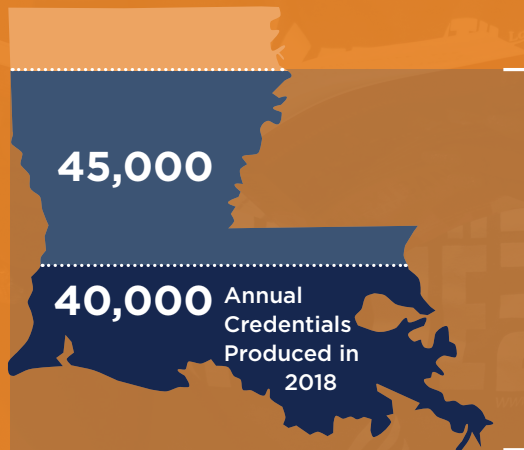 45,000
40,000 Annual
Credentials
Produced in
2018